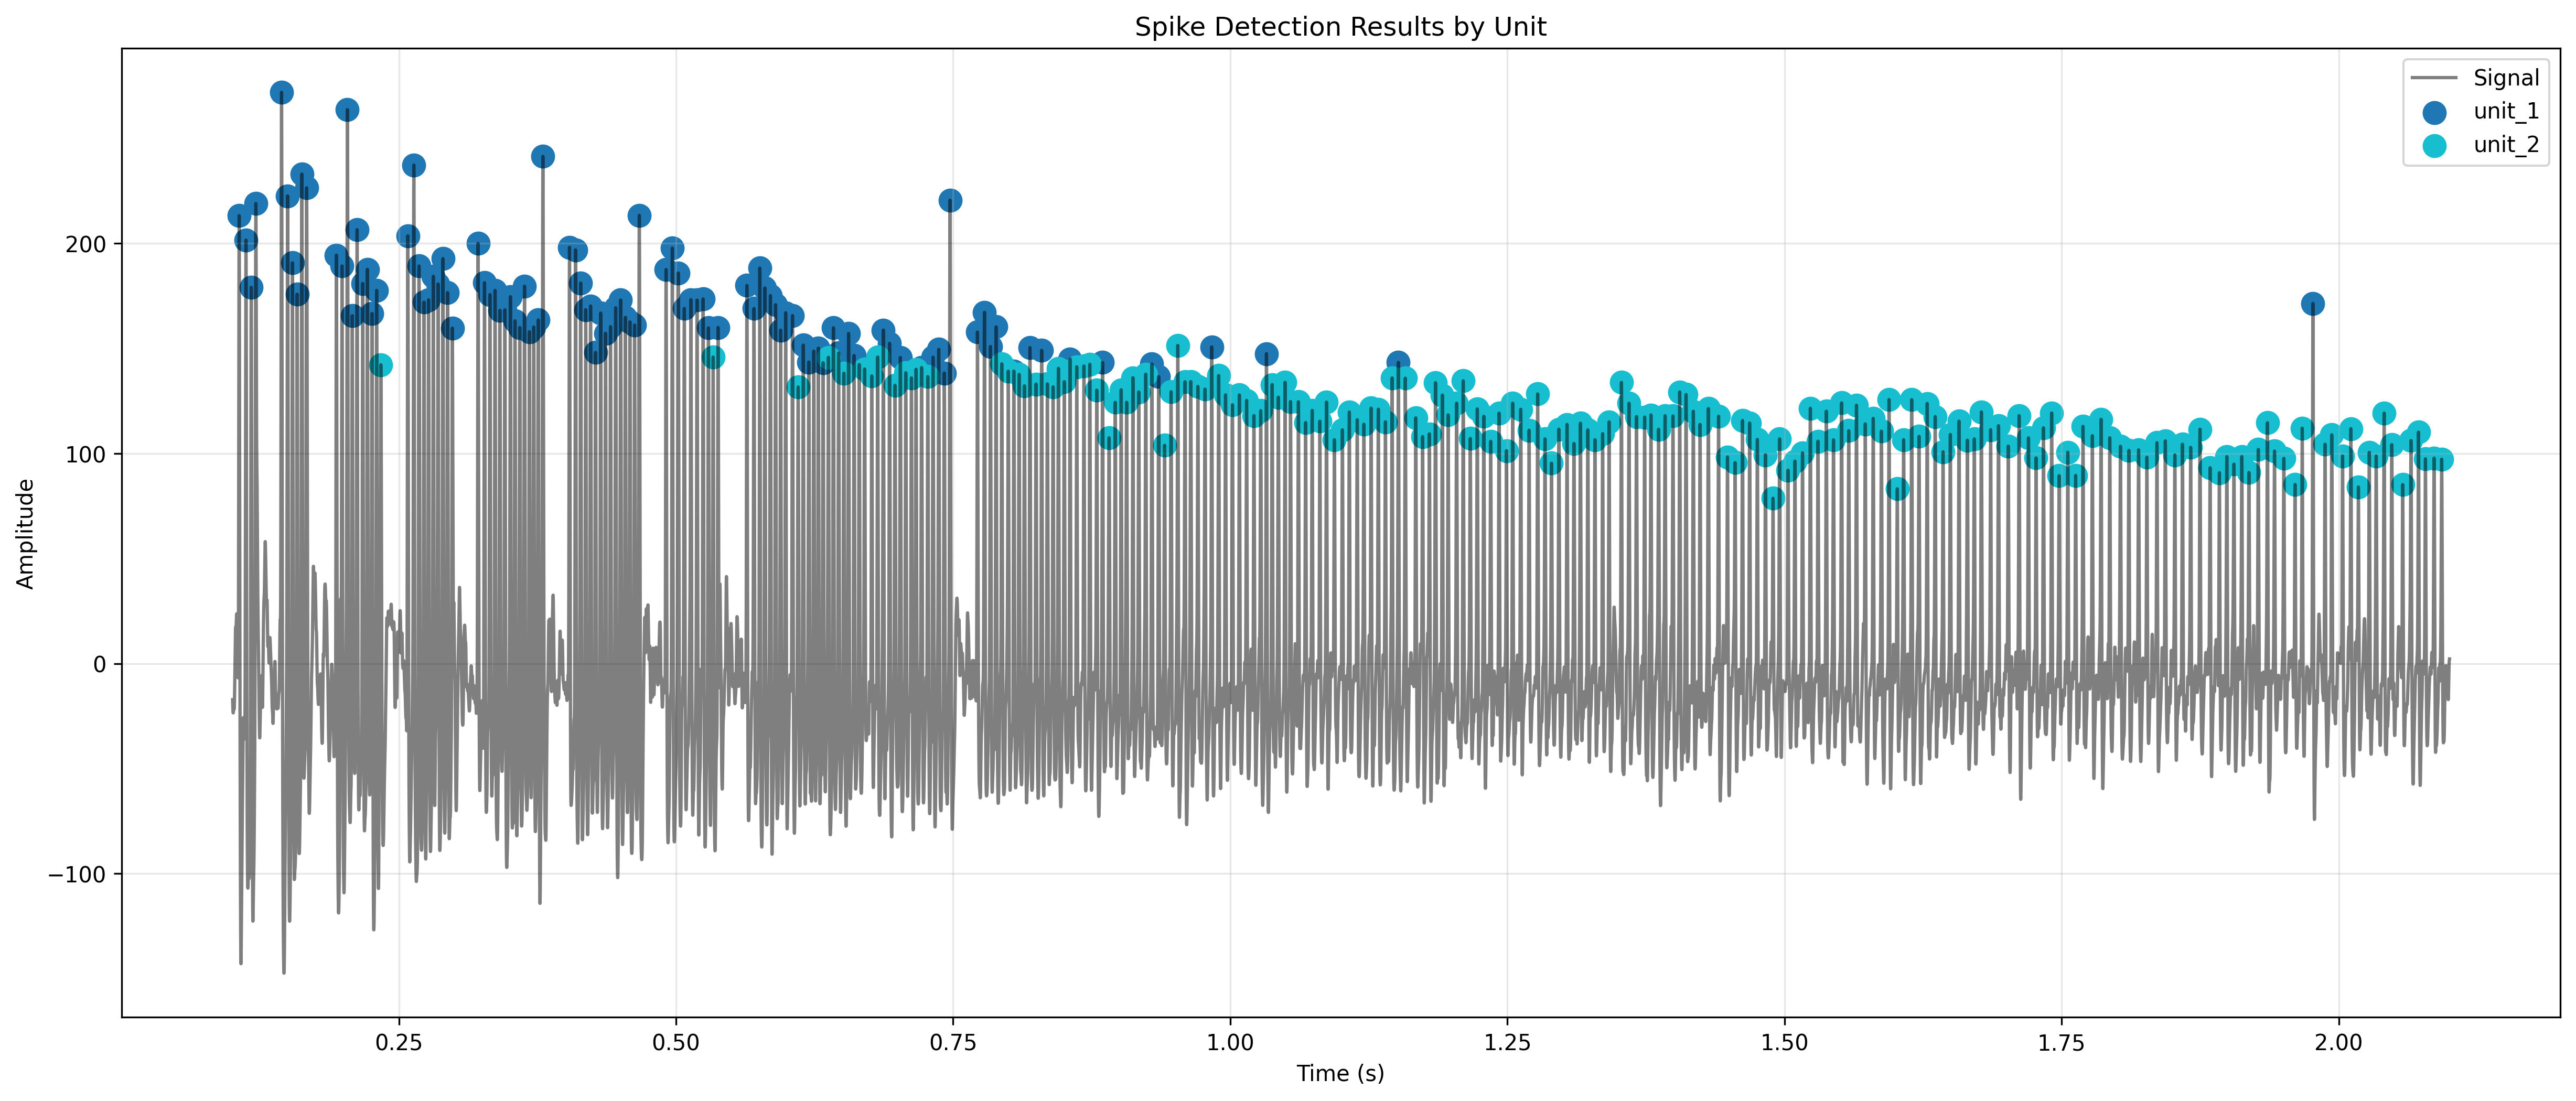 Spike Detection Results by Unit
Signal
unit_1
unit_2
Amplitude
200
100
0
−100
0.25
0.50
0.75
1.00
1.25
1.50
1.75
2.00
Time (s)